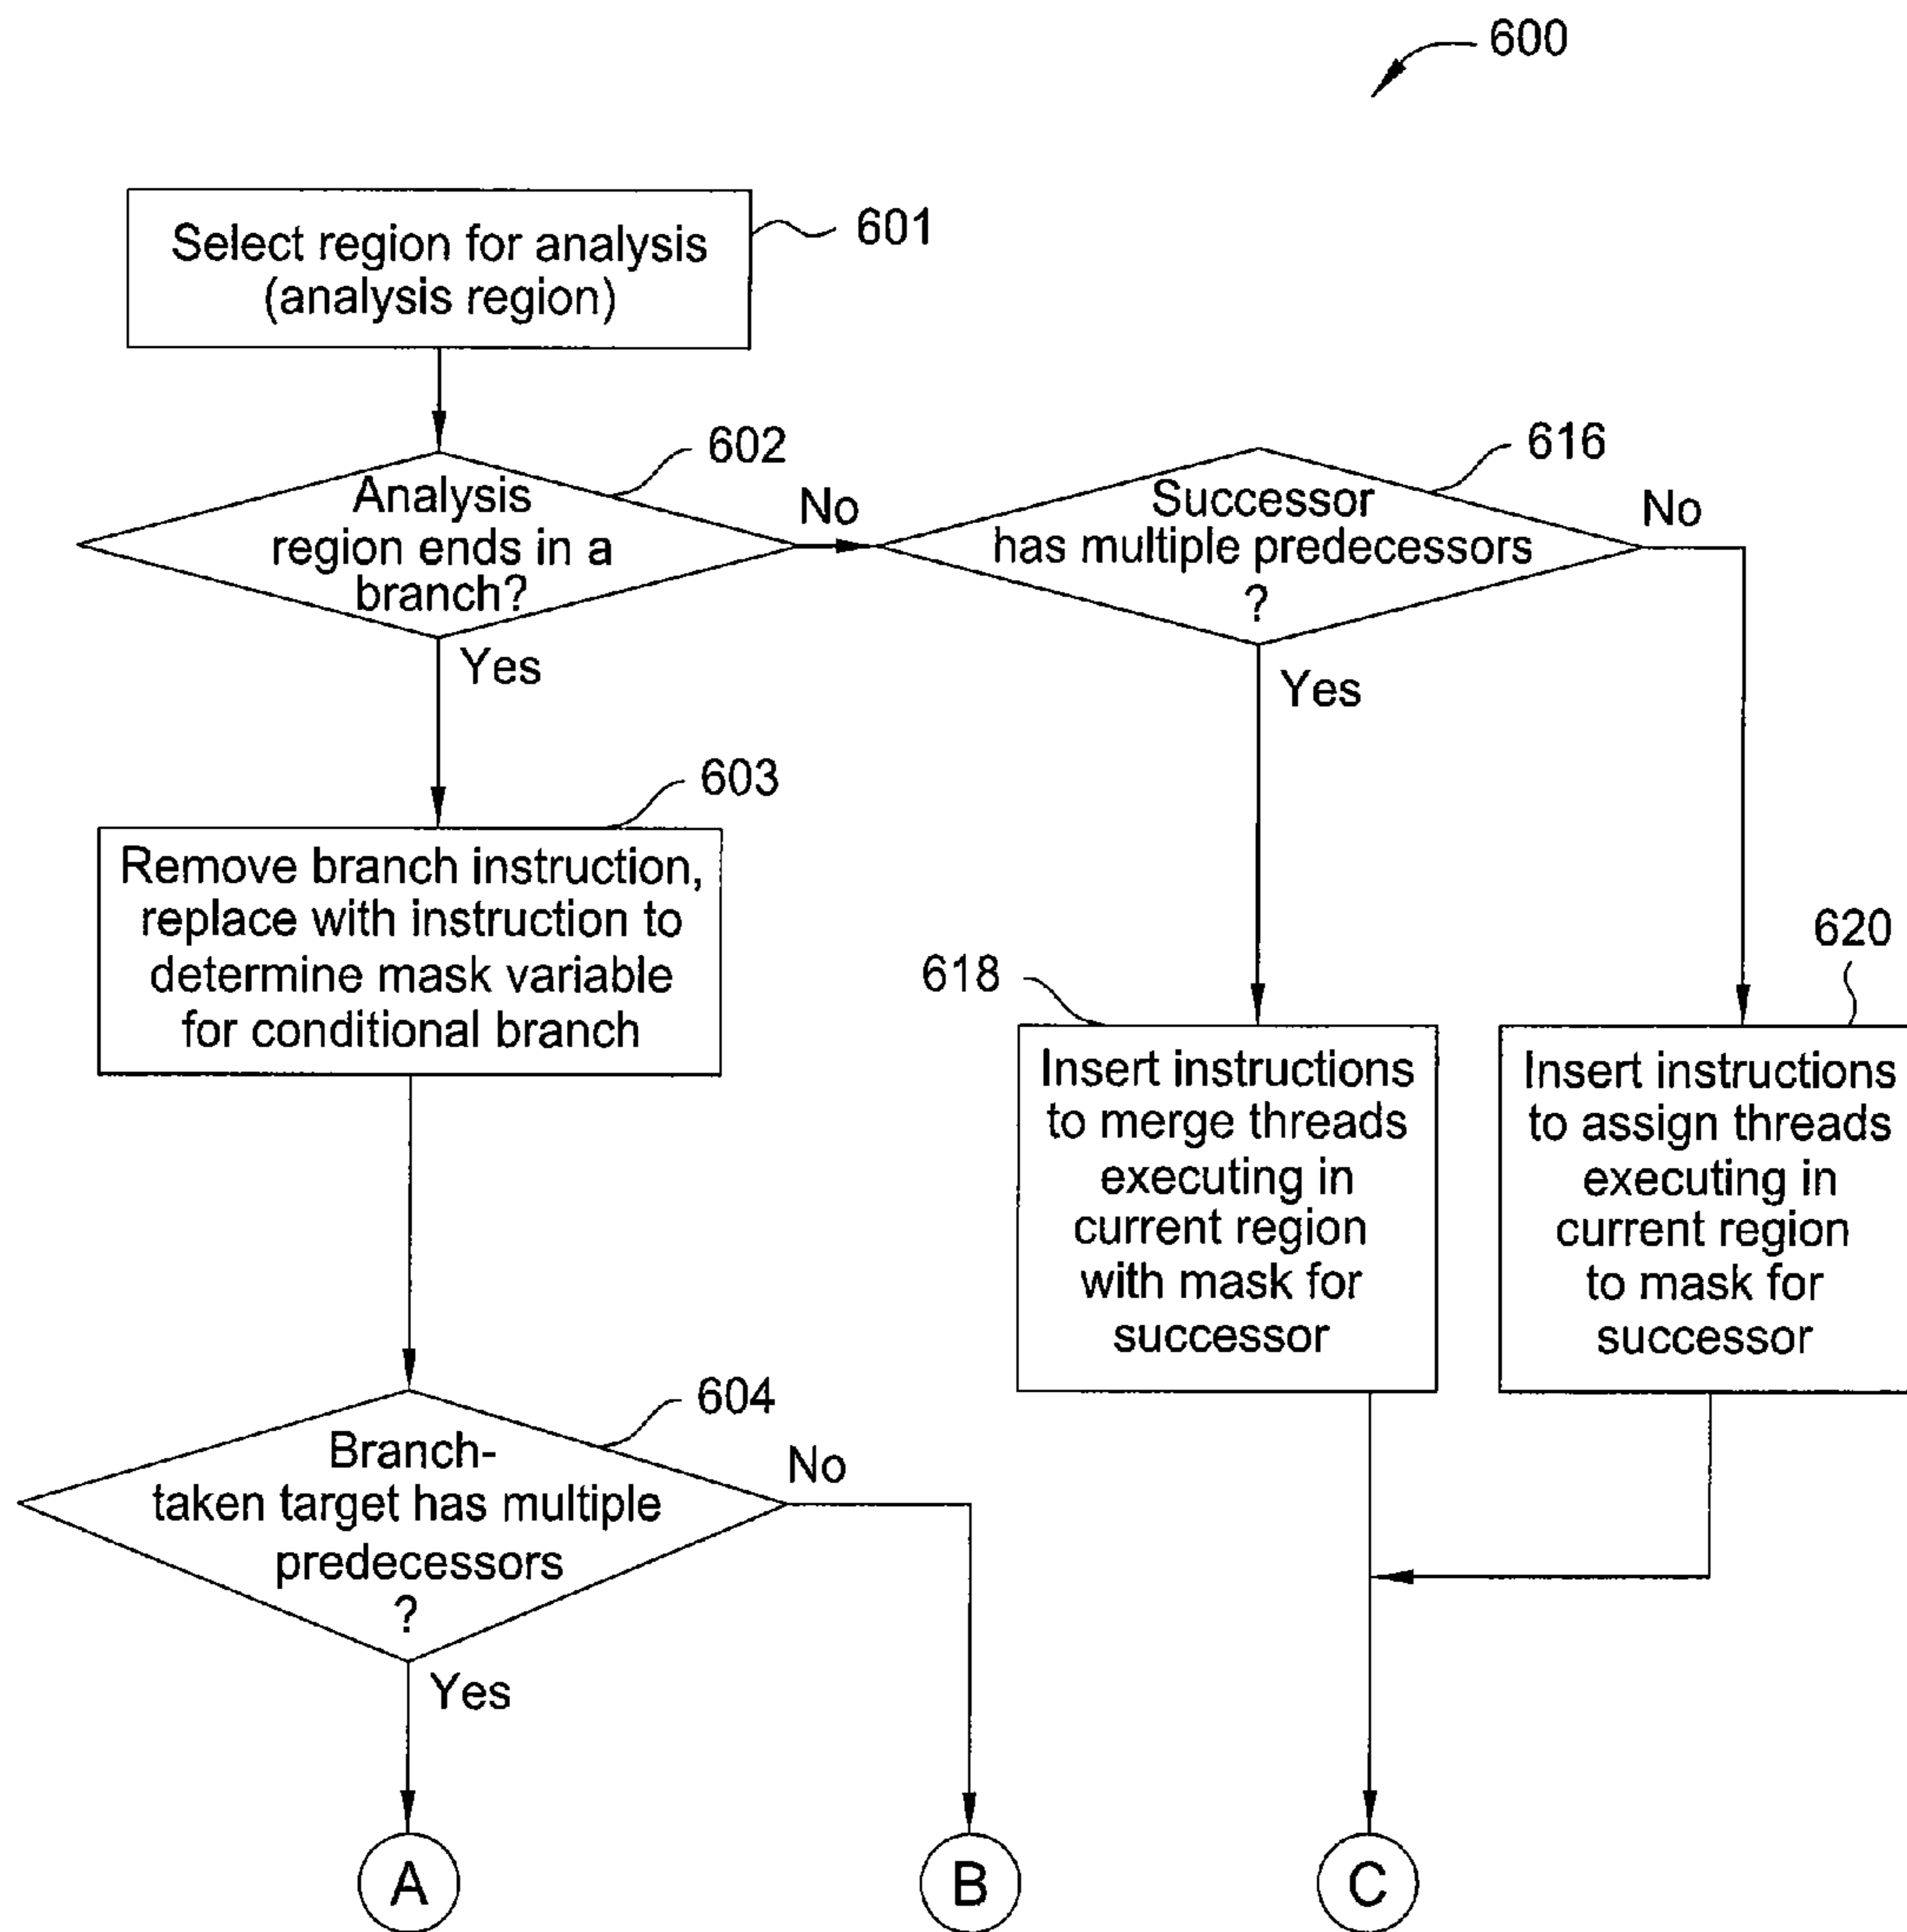 600
Select region for analysis
(analysis region)
601
Analysis
region ends in a
branch?
602
No
Yes
Successor
has multiple predecessors
?
616
No
Yes
Remove branch instruction,
replace with instruction to
determine mask variable
for conditional branch
603
618
Insert instructions
to merge threads
executing in
current region
with mask for
successor
620
Insert instructions
to assign threads
executing in
current region
to mask for
successor
Branch-
taken target has multiple
predecessors
?
604
No
Yes
A
B
C